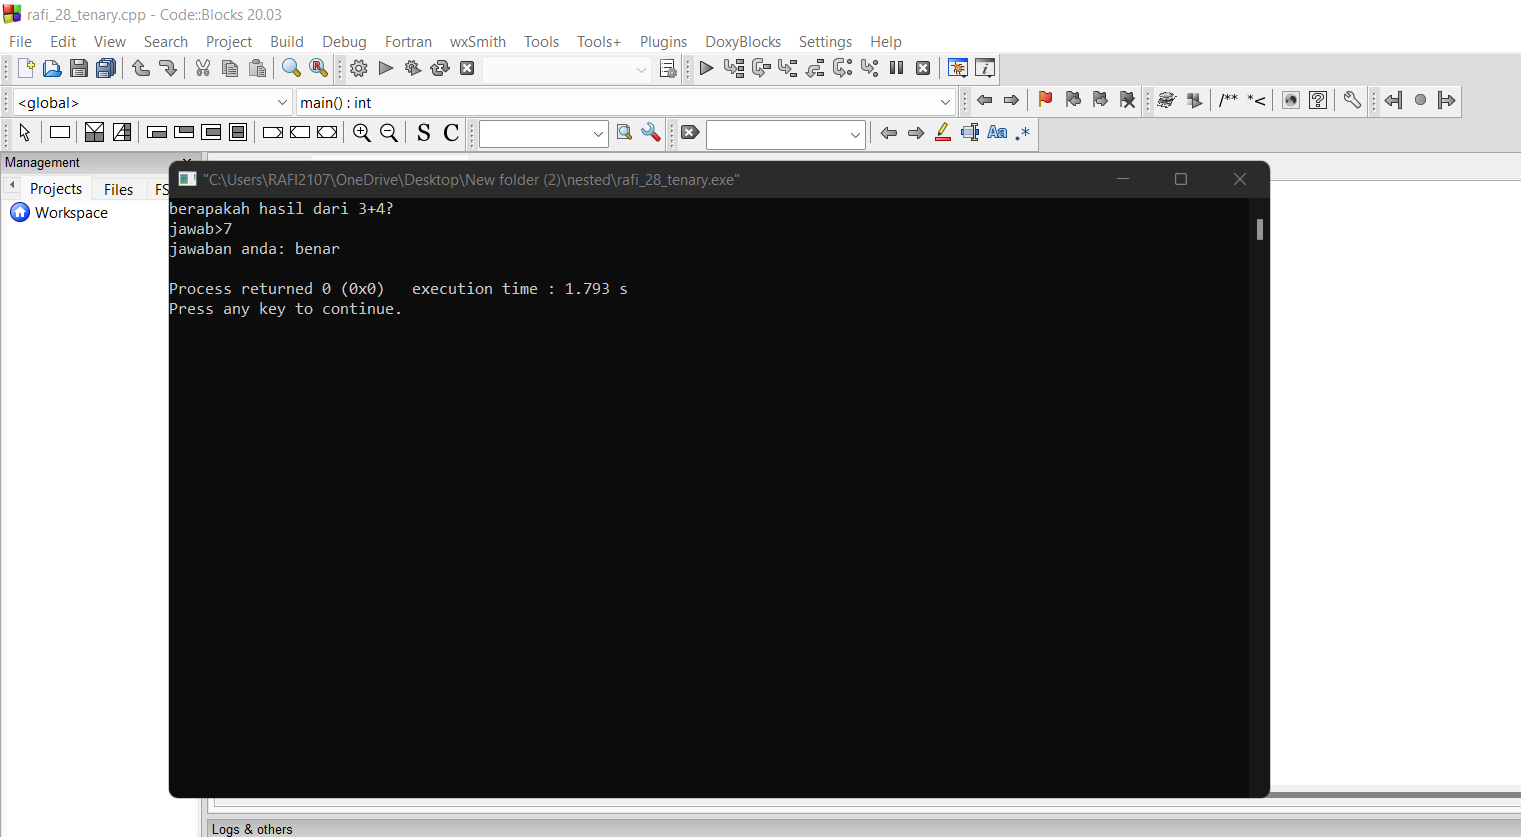 rafi_28_tenary.cpp - Code::Blocks 20.03
File Edit View Search Project Build Debug Fortran wxSmith Tools Tools+ Plugins DoxyBlocks Settings Help
<global> main() : int /** *<
S C Aa .*
Management
"C:\Users\RAFI2107\OneDrive\Desktop\New folder (2)\nested\rafi_28_tenary.exe"
Projects Files FS
Workspace
berapakah hasil dari 3+4?
jawab>7
jawaban anda: benar
Process returned 0 (0x0)   execution time : 1.793 s
Press any key to continue.
Logs & others